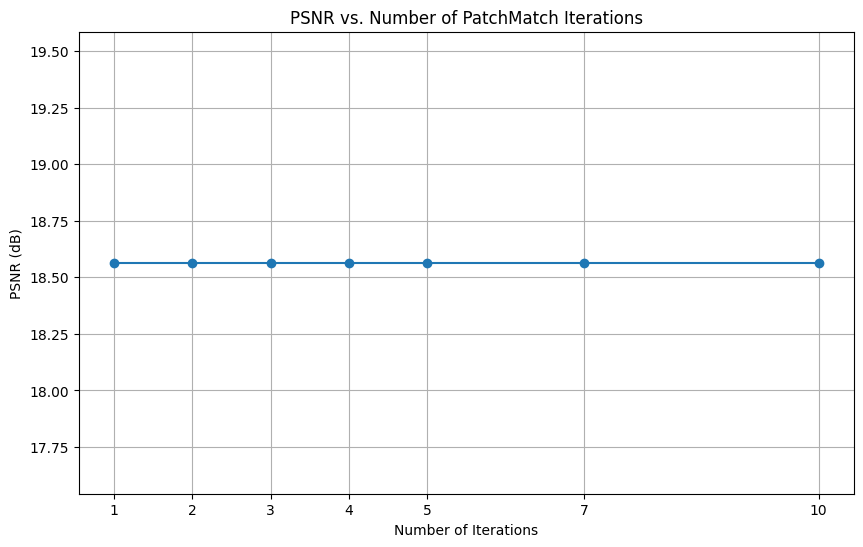 PSNR vs. Number of PatchMatch Iterations
19.50
19.25
19.00
18.75
18.50
18.25
18.00
17.75
PSNR (dB)
1 2 3 4 5 7 10
Number of Iterations